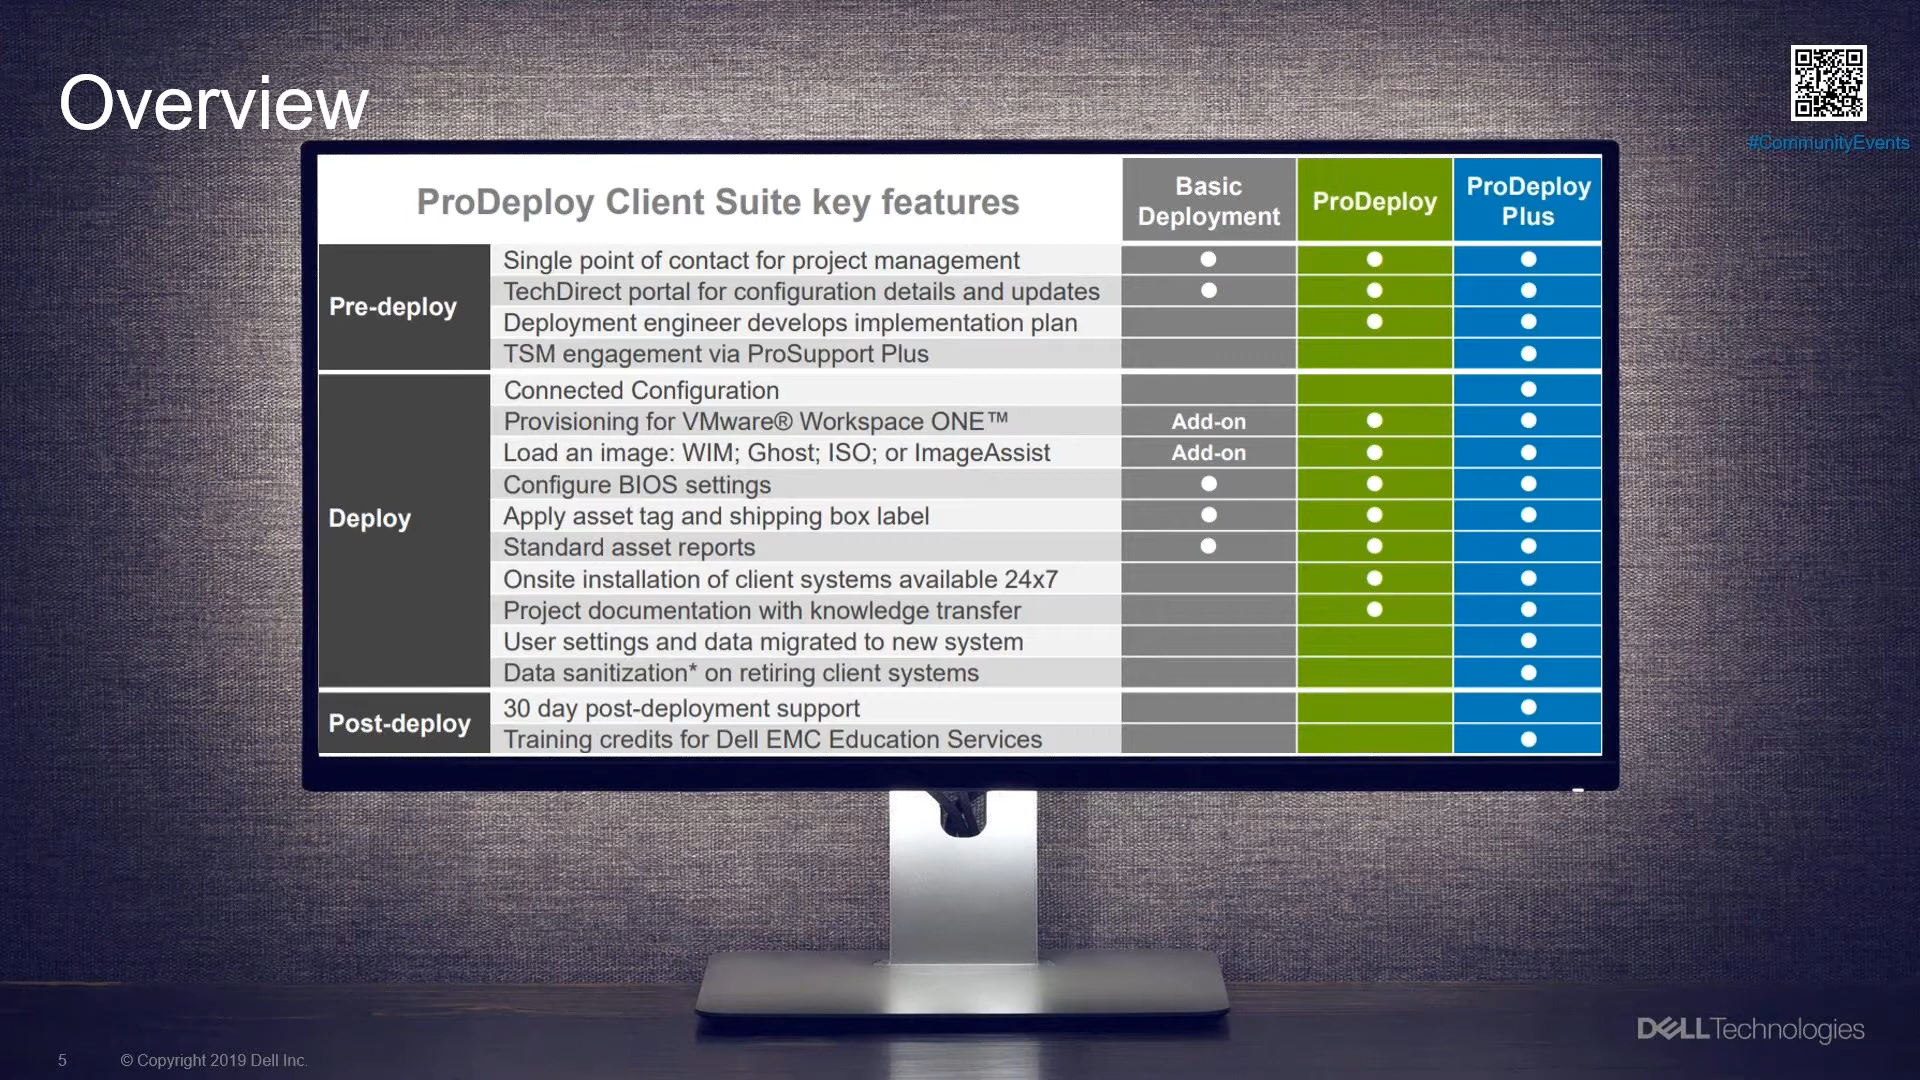 Overview
#CommunityEvents
ProDeploy Client Suite key features
Basic
Deployment
ProDeploy
ProDeploy
Plus
Pre-deploy
Single point of contact for project management
TechDirect portal for configuration details and updates
Deployment engineer develops implementation plan
TSM engagement via ProSupport Plus
Deploy
Connected Configuration
Provisioning for VMware® Workspace ONE™ Add-on
Load an image: WIM; Ghost; ISO; or ImageAssist Add-on
Configure BIOS settings
Apply asset tag and shipping box label
Standard asset reports
Onsite installation of client systems available 24x7
Project documentation with knowledge transfer
User settings and data migrated to new system
Data sanitization* on retiring client systems
Post-deploy
30 day post-deployment support
Training credits for Dell EMC Education Services
5 © Copyright 2019 Dell Inc.
DELLTechnologies